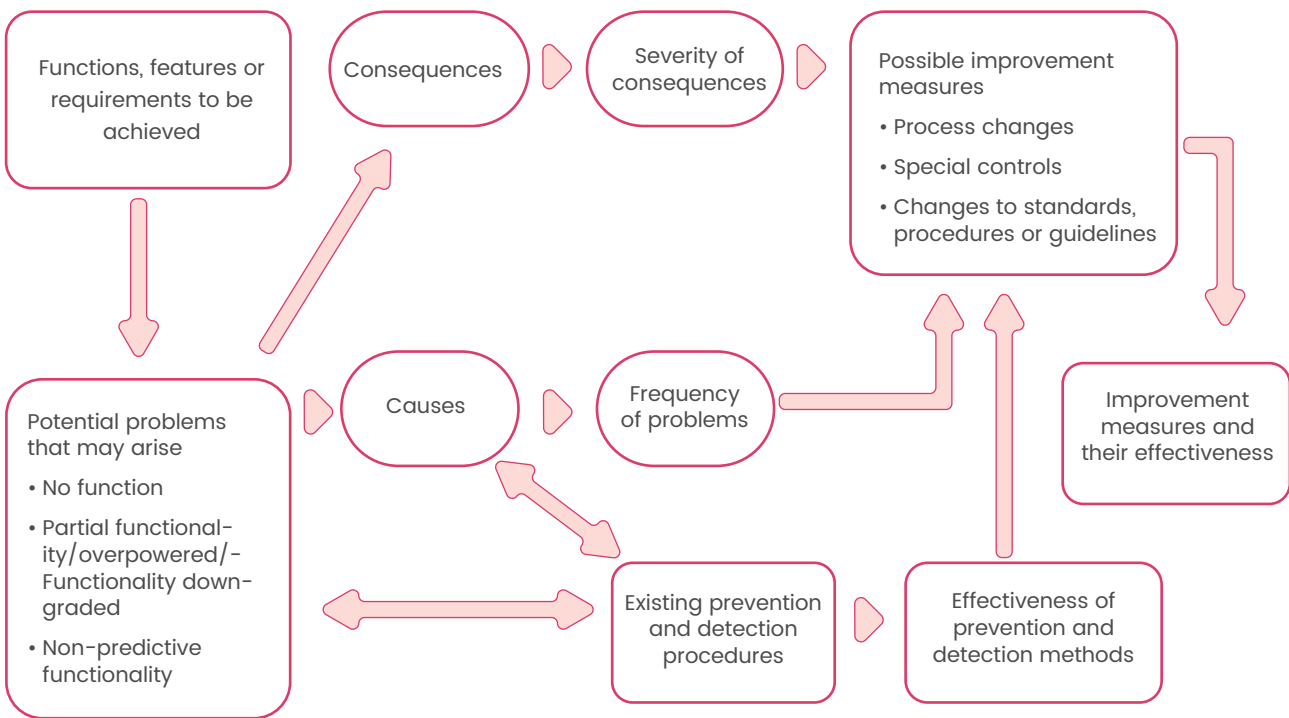 Functions, features or
requirements to be
achieved
Consequences
Severity of
consequences
Possible improvement
measures
• Process changes
• Special controls
• Changes to standards,
procedures or guidelines
Potential problems
that may arise
• No function
• Partial functional-
ity/overpowered/-
Functionality down-
graded
• Non-predictive
functionality
Causes
Frequency
of problems
Improvement
measures and
their effectiveness
Existing prevention
and detection
procedures
Effectiveness of
prevention and
detection methods